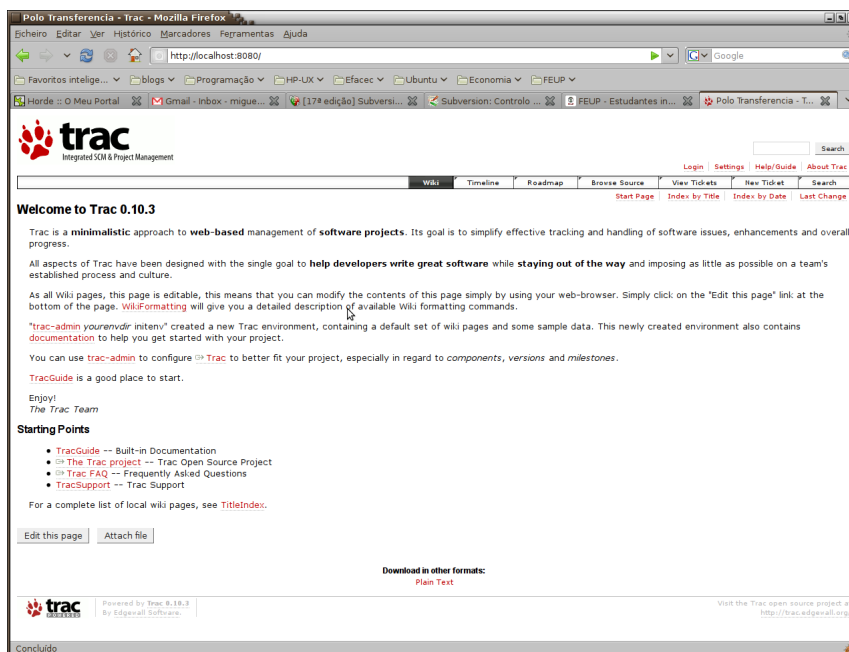 Polo Transferencia - Trac - Mozilla Firefox
Ficheiro Editar Ver Histórico Marcadores Ferramentas Ajuda
http://localhost:8080/ Google
Favoritos intelige... blogs Programação HP-UX Efacec Ubuntu Economia FEUP
Horde :: O Meu Portal Gmail - Inbox - migue... [17ª edição] Subversi... Subversion: Controlo ... FEUP - Estudantes in... Polo Transferencia - T...
trac
Integrated SCM & Project Management
Search
Login Settings Help/Guide About Trac
Wiki Timeline Roadmap Browse Source View Tickets New Ticket Search
Start Page Index by Title Index by Date Last Change
Welcome to Trac 0.10.3
Trac is a minimalistic approach to web-based management of software projects. Its goal is to simplify effective tracking and handling of software issues, enhancements and overall
progress.
All aspects of Trac have been designed with the single goal to help developers write great software while staying out of the way and imposing as little as possible on a team's
established process and culture.
As all Wiki pages, this page is editable, this means that you can modify the contents of this page simply by using your web-browser. Simply click on the "Edit this page" link at the
bottom of the page. WikiFormatting will give you a detailed description of available Wiki formatting commands.
"trac-admin yourenvdir initenv" created a new Trac environment, containing a default set of wiki pages and some sample data. This newly created environment also contains
documentation to help you get started with your project.
You can use trac-admin to configure Trac to better fit your project, especially in regard to components, versions and milestones.
TracGuide is a good place to start.
Enjoy!
The Trac Team
Starting Points
TracGuide -- Built-in Documentation
The Trac project -- Trac Open Source Project
Trac FAQ -- Frequently Asked Questions
TracSupport -- Trac Support
For a complete list of local wiki pages, see TitleIndex.
Edit this page Attach file
Download in other formats:
Plain Text
trac POWERED
Powered by Trac 0.10.3
By Edgewall Software.
Visit the Trac open source project a
http://trac.edgewall.org
Concluído